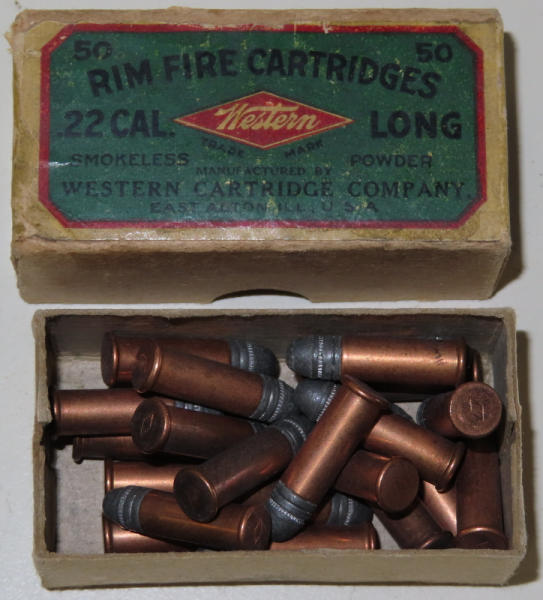 50 50
RIM FIRE CARTRIDGES
.22 CAL. Western LONG
TRADE MARK
SMOKELESS POWDER
MANUFACTURED BY
WESTERN CARTRIDGE COMPANY.
EAST ALTON, ILL., U.S.A